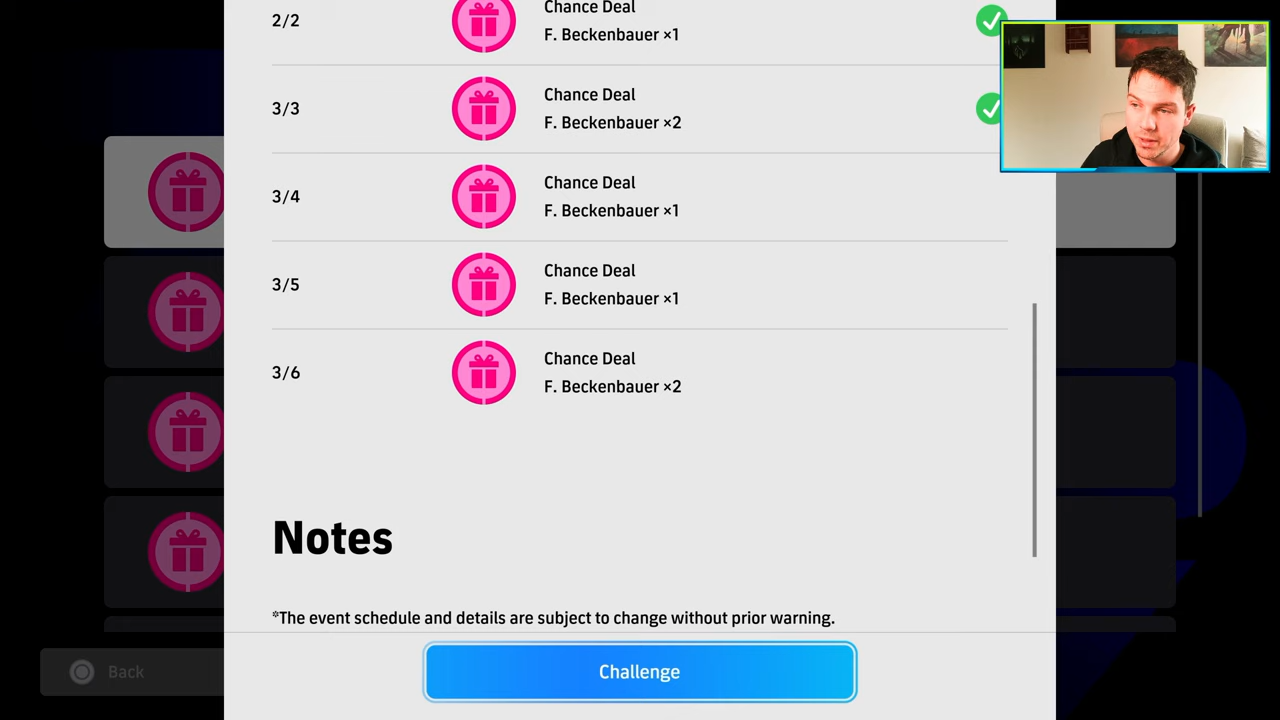 2/2
Chance Deal
F. Beckenbauer ×1
3/3
Chance Deal
F. Beckenbauer ×2
3/4
Chance Deal
F. Beckenbauer ×1
3/5
Chance Deal
F. Beckenbauer ×1
3/6
Chance Deal
F. Beckenbauer ×2
Notes
*The event schedule and details are subject to change without prior warning.
Challenge
Back